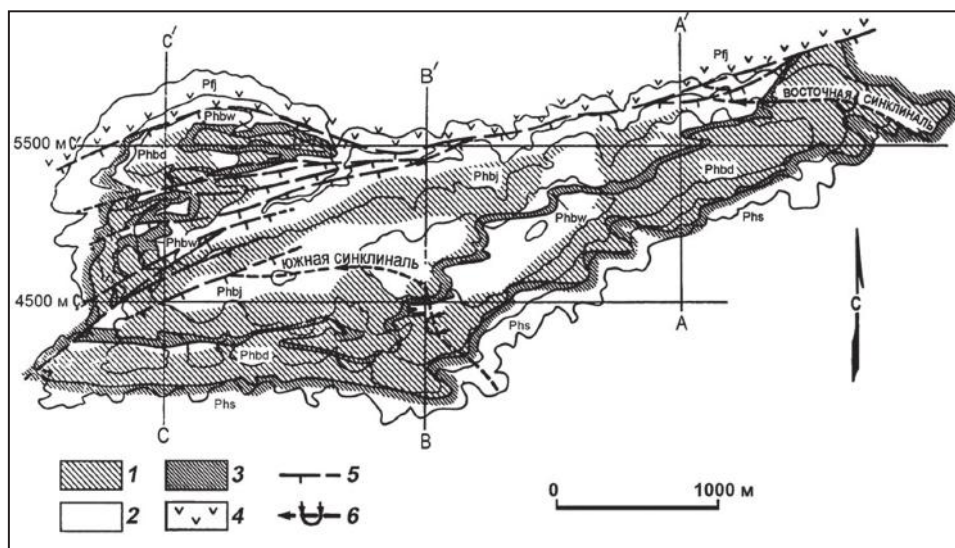 C'
B'
A'
Pfj
Pfj
Phbw
ВОСТОЧНАЯ СИНКЛИНАЛЬ
5500 м
Phbd
Phbj
Phbd
Phbw
Phs
Phbw
ЮЖНАЯ СИНКЛИНАЛЬ
Phbj
4500 м
С
A
Phs
Phbd
Phs
C
B
1
3
5
0
1000 м
2
4
6